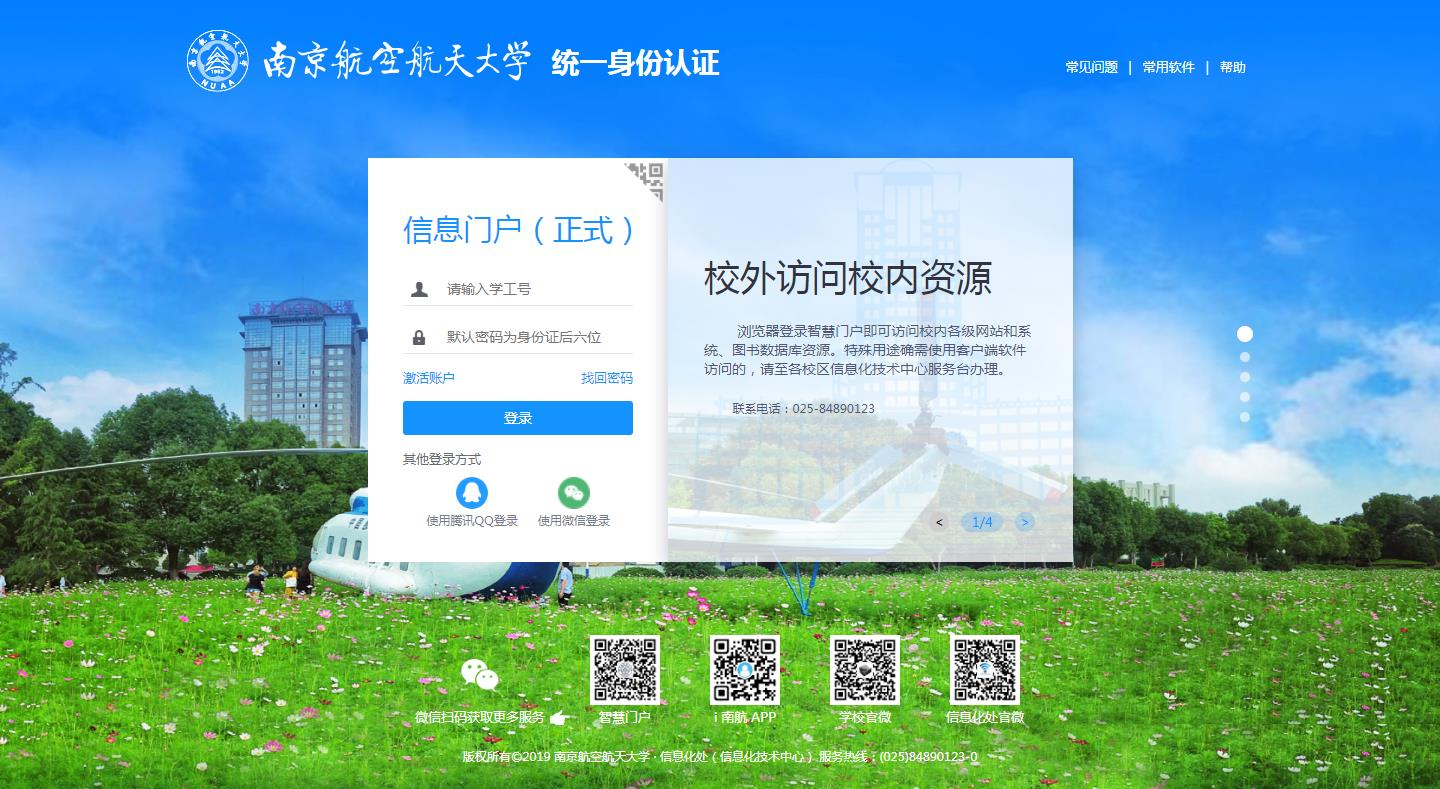 南京航空航天大学 统一身份认证
常见问题 | 常用软件 | 帮助
NUAA
1952
信息门户（正式）
请输入学工号
默认密码为身份证后六位
激活账户 找回密码
登录
其他登录方式
使用腾讯QQ登录 使用微信登录
校外访问校内资源
浏览器登录智慧门户即可访问校内各级网站和系
统、图书数据库资源。特殊用途确需使用客户端软件
访问的，请至各校区信息化技术中心服务台办理。
联系电话：025-84890123
< 1/4 >
南京航空航天大学
微信扫码获取更多服务 智慧门户 i 南航 APP 学校官微 信息化处官微
版权所有©2019 南京航空航天大学 · 信息化处（信息化技术中心） 服务热线：(025)84890123-0